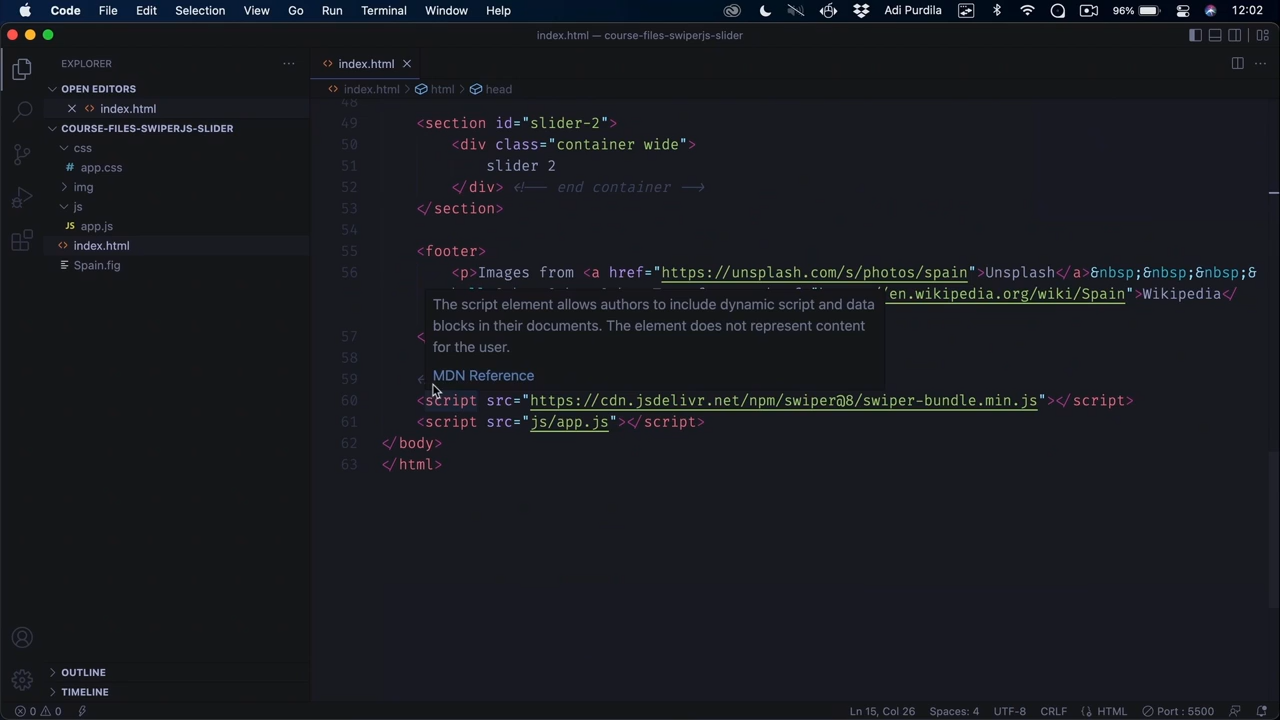 Code File Edit Selection View Go Run Terminal Window Help Adi Purdila 96% 12:02
index.html — course-files-swiperjs-slider
EXPLORER
OPEN EDITORS
index.html
COURSE-FILES-SWIPERJS-SLIDER
css
# app.css
img
js
JS app.js
index.html
Spain.fig
OUTLINE
TIMELINE
index.html
index.html > html > head
48
49 <section id="slider-2">
50 <div class="container wide">
51 slider 2
52 </div> <!-- end container -->
53 </section>
54
55 <footer>
56 <p>Images from <a href="https://unsplash.com/s/photos/spain">Unsplash</a>&nbsp;&nbsp;&nbsp;&
en.wikipedia.org/wiki/Spain">Wikipedia</
57 <
58
59 <
60 <script src="https://cdn.jsdelivr.net/npm/swiper@8/swiper-bundle.min.js"></script>
61 <script src="js/app.js"></script>
62 </body>
63 </html>
The script element allows authors to include dynamic script and data
blocks in their documents. The element does not represent content
for the user.
MDN Reference
0 0 Ln 15, Col 26 Spaces: 4 UTF-8 CRLF {} HTML Port : 5500